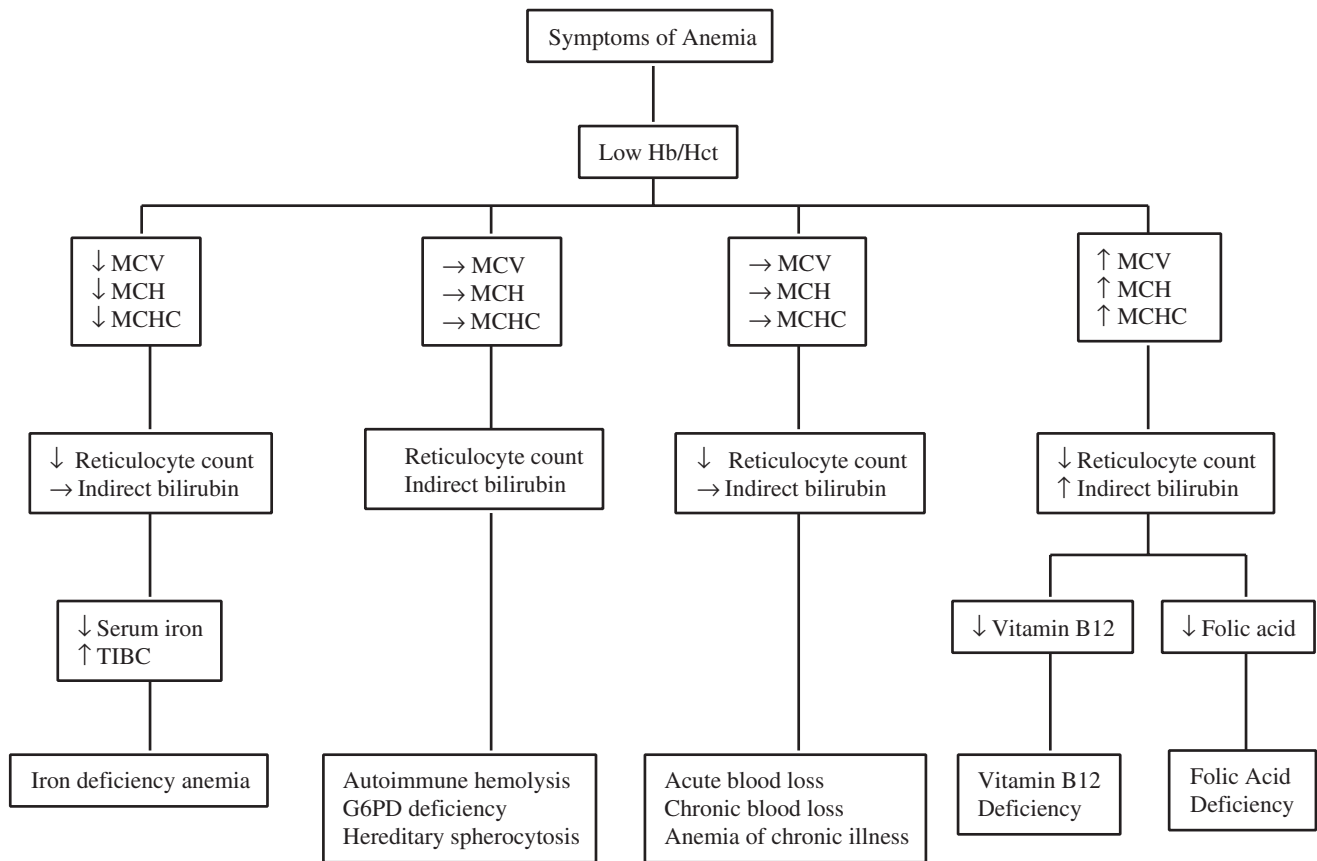 Symptoms of Anemia
Low Hb/Hct
↓ MCV
↓ MCH
↓ MCHC
→ MCV
→ MCH
→ MCHC
→ MCV
→ MCH
→ MCHC
↑ MCV
↑ MCH
↑ MCHC
↓ Reticulocyte count
→ Indirect bilirubin
Reticulocyte count
Indirect bilirubin
↓ Reticulocyte count
→ Indirect bilirubin
↓ Reticulocyte count
↑ Indirect bilirubin
↓ Serum iron
↑ TIBC
↓ Vitamin B12
↓ Folic acid
Iron deficiency anemia
Autoimmune hemolysis
G6PD deficiency
Hereditary spherocytosis
Acute blood loss
Chronic blood loss
Anemia of chronic illness
Vitamin B12
Deficiency
Folic Acid
Deficiency